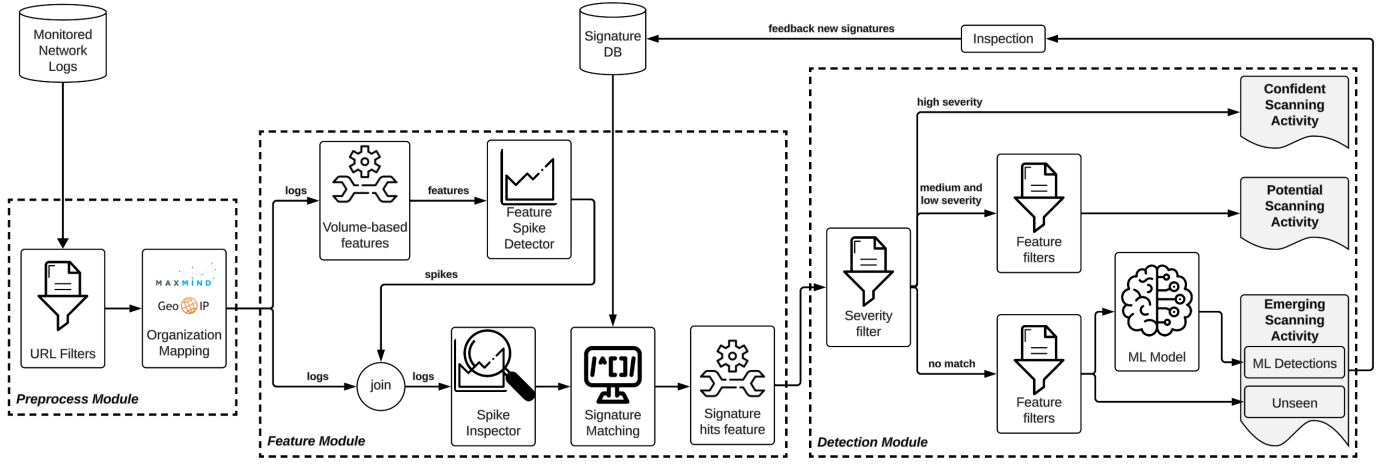 Monitored
Network
Logs
Signature
DB
feedback new signatures
Inspection
URL Filters
MAXMIND
GeoIP
Organization
Mapping
Preprocess Module
logs
Volume-based
features
features
Feature
Spike
Detector
spikes
logs
join
logs
Spike
Inspector
/^[]/
Signature
Matching
Signature
hits feature
Feature Module
Severity
filter
high severity
medium and
low severity
no match
Feature
filters
Feature
filters
ML Model
Confident
Scanning
Activity
Potential
Scanning
Activity
Emerging
Scanning
Activity
ML Detections
Unseen
Detection Module